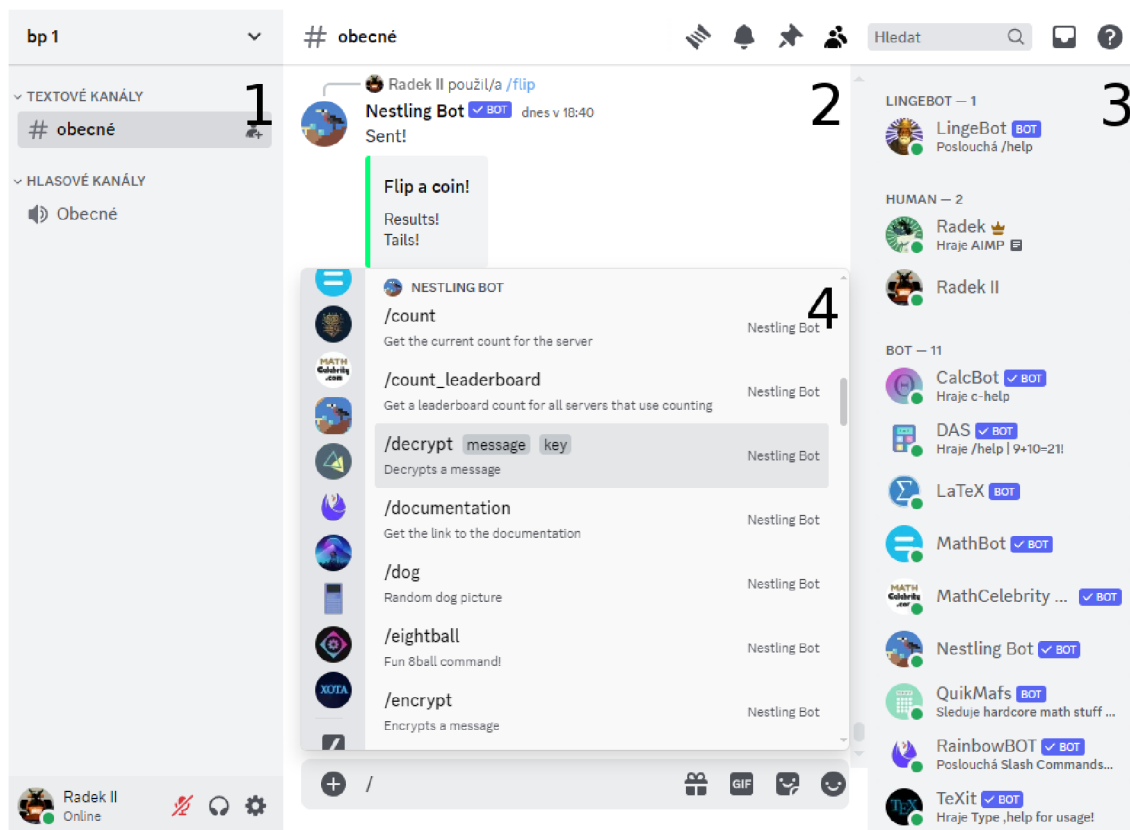 bp 1
# obecné
Hledat
1
TEXTOVÉ KANÁLY
# obecné
HLASOVÉ KANÁLY
Obecné
Radek II
Online
2
Radek II použil/a /flip
Nestling Bot ✓ BOT dnes v 18:40
Sent!
Flip a coin!
Results!
Tails!
4
NESTLING BOT
/count
Get the current count for the server
Nestling Bot
/count_leaderboard
Get a leaderboard count for all servers that use counting
Nestling Bot
/decrypt message key
Decrypts a message
Nestling Bot
/documentation
Get the link to the documentation
Nestling Bot
/dog
Random dog picture
Nestling Bot
/eightball
Fun 8ball command!
Nestling Bot
/encrypt
Encrypts a message
Nestling Bot
MATH
Celebrity
.com
XOTA
/
GIF
3
LINGEBOT — 1
LingeBot BOT
Poslouchá /help
HUMAN — 2
Radek
Hraje AIMP
Radek II
BOT — 11
CalcBot ✓ BOT
Hraje c-help
DAS ✓ BOT
Hraje /help | 9+10=21!
LaTeX BOT
MathBot ✓ BOT
MATH
Celebrity
.com
MathCelebrity ... ✓ BOT
Nestling Bot ✓ BOT
QuikMafs BOT
Sleduje hardcore math stuff ...
RainbowBOT ✓ BOT
Poslouchá Slash Commands...
TEX
TeXit ✓ BOT
Hraje Type ,help for usage!